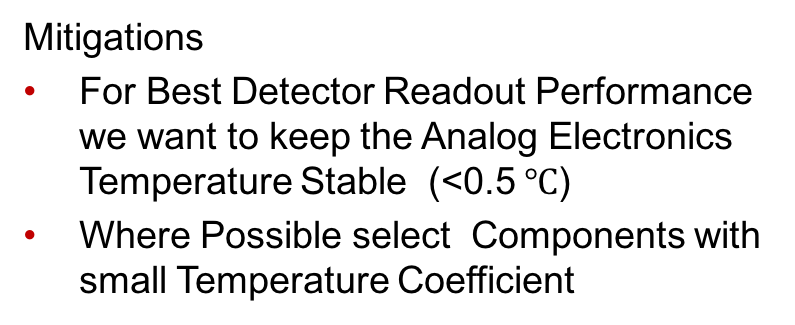 Mitigations
• For Best Detector Readout Performance
we want to keep the Analog Electronics
Temperature Stable  (<0.5 °C)
• Where Possible select  Components with
small Temperature Coefficient